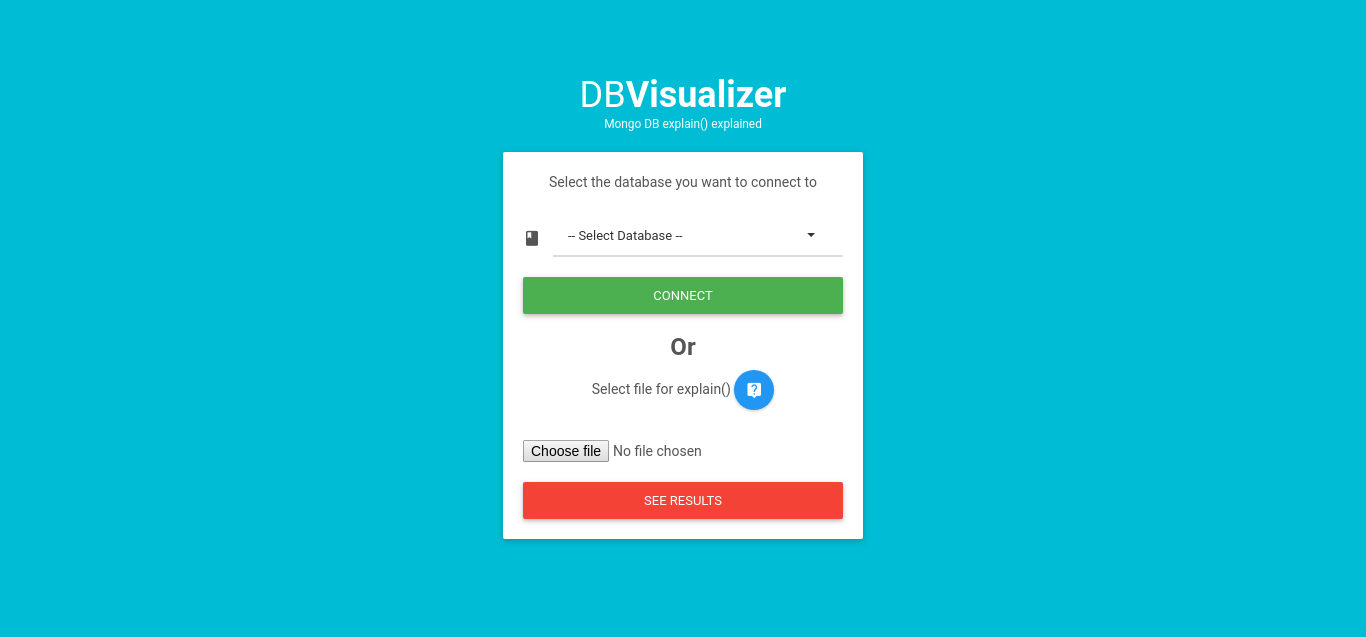 DBVisualizer
Mongo DB explain() explained
Select the database you want to connect to
-- Select Database --
CONNECT
Or
Select file for explain()
Choose file No file chosen
SEE RESULTS